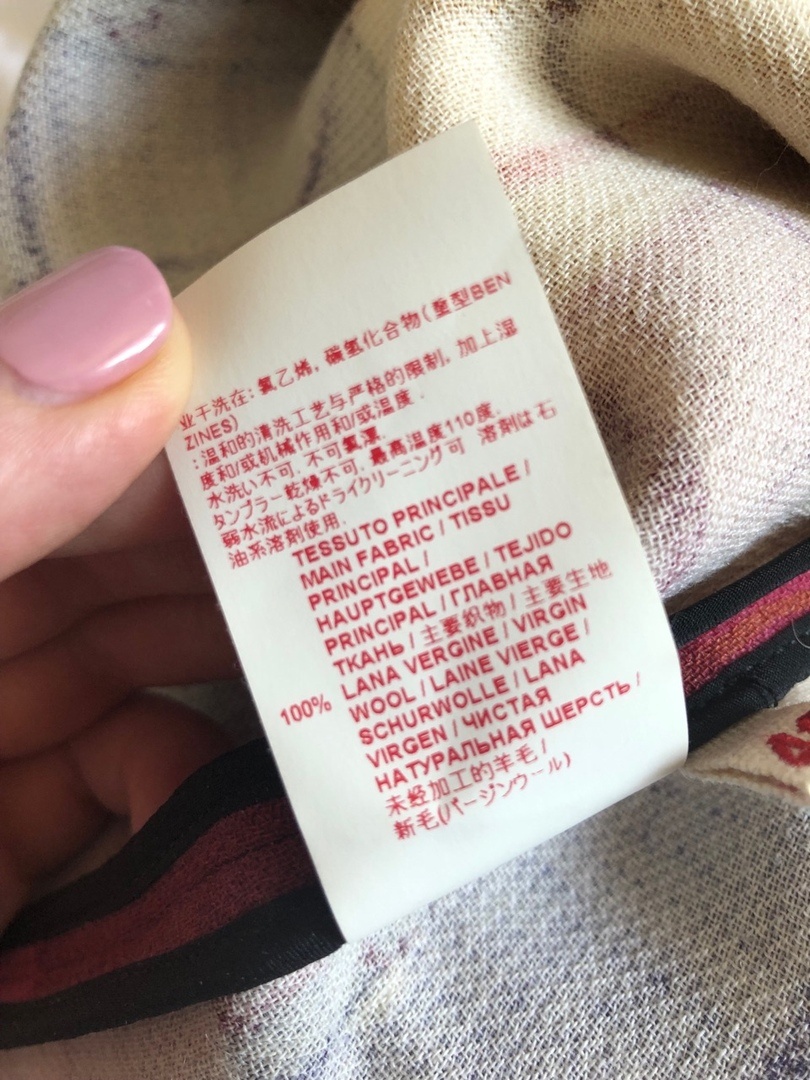 业干洗在: 氯乙烯, 碳氢化合物(重型BEN
ZINES)
:温和的清洗工艺与严格的限制, 加上湿
度和/或机械作用和/或温度.
水洗い不可, 不可氯漂.
タンブラー乾燥不可, 最高温度110度.
弱水流によるドライクリーニング可 溶剤は石
油系溶剤使用.
TESSUTO PRINCIPALE /
MAIN FABRIC / TISSU
PRINCIPAL /
HAUPTGEWEBE / TEJIDO
PRINCIPAL / ГЛАВНАЯ
ТКАНЬ / 主要织物 / 主要生地
100% LANA VERGINE / VIRGIN
WOOL / LAINE VIERGE /
SCHURWOLLE / LANA
VIRGEN / ЧИСТАЯ
НАТУРАЛЬНАЯ ШЕРСТЬ /
未经加工的羊毛 /
新毛(バージンウール)